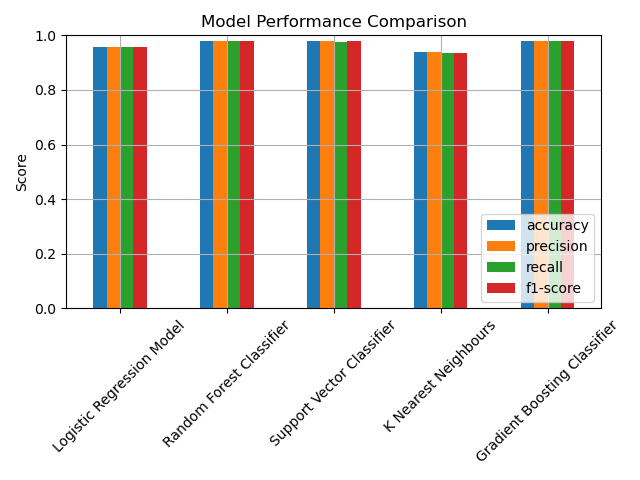 Model Performance Comparison
Score
1.0
0.8
0.6
0.4
0.2
0.0
accuracy
precision
recall
f1-score
Logistic Regression Model
Random Forest Classifier
Support Vector Classifier
K Nearest Neighbours
Gradient Boosting Classifier